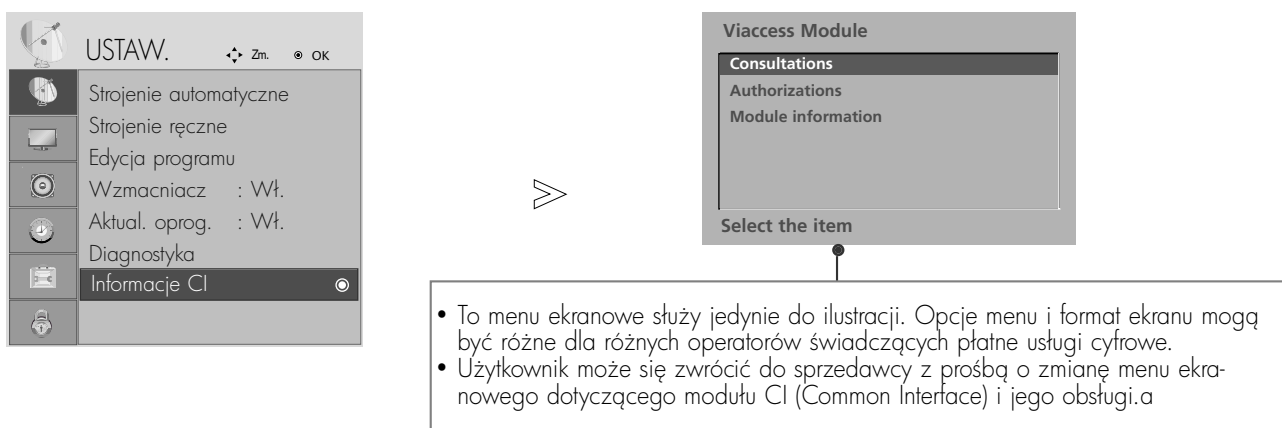 USTAW. Zm. OK
Strojenie automatyczne
Strojenie ręczne
Edycja programu
Wzmacniacz : Wł.
Aktual. oprog. : Wł.
Diagnostyka
Informacje CI
Viaccess Module
Consultations
Authorizations
Module information
Select the item
• To menu ekranowe służy jedynie do ilustracji. Opcje menu i format ekranu mogą
być różne dla różnych operatorów świadczących płatne usługi cyfrowe.
• Użytkownik może się zwrócić do sprzedawcy z prośbą o zmianę menu ekra-
nowego dotyczącego modułu CI (Common Interface) i jego obsługi.a